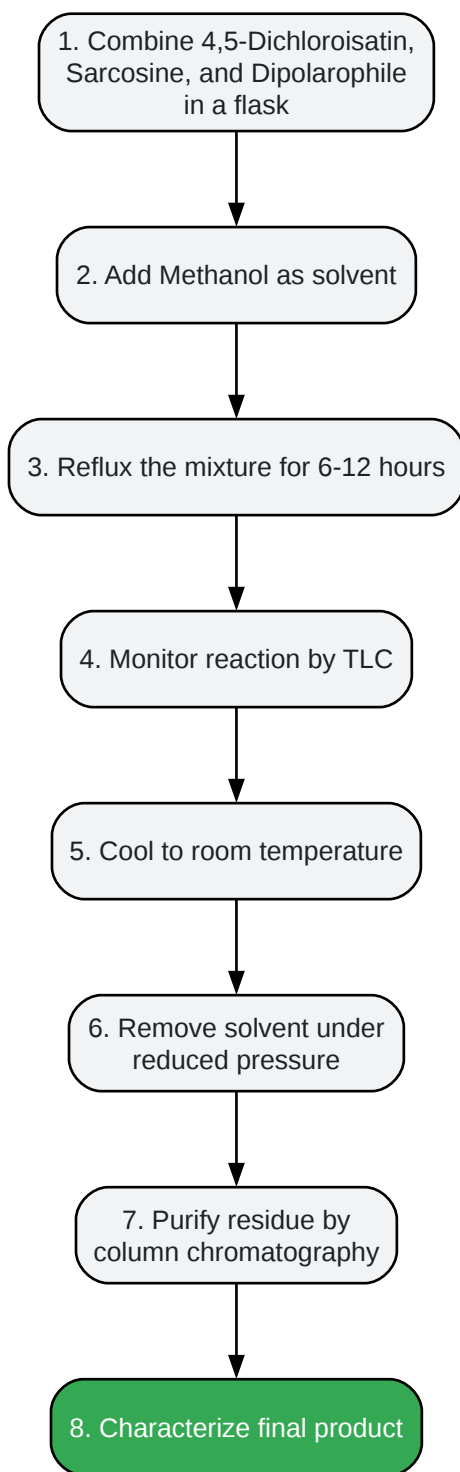 1. Combine 4,5-Dichloroisatin,
Sarcosine, and Dipolarophile
in a flask
2. Add Methanol as solvent
3. Reflux the mixture for 6-12 hours
4. Monitor reaction by TLC
5. Cool to room temperature
6. Remove solvent under
reduced pressure
7. Purify residue by
column chromatography
8. Characterize final product